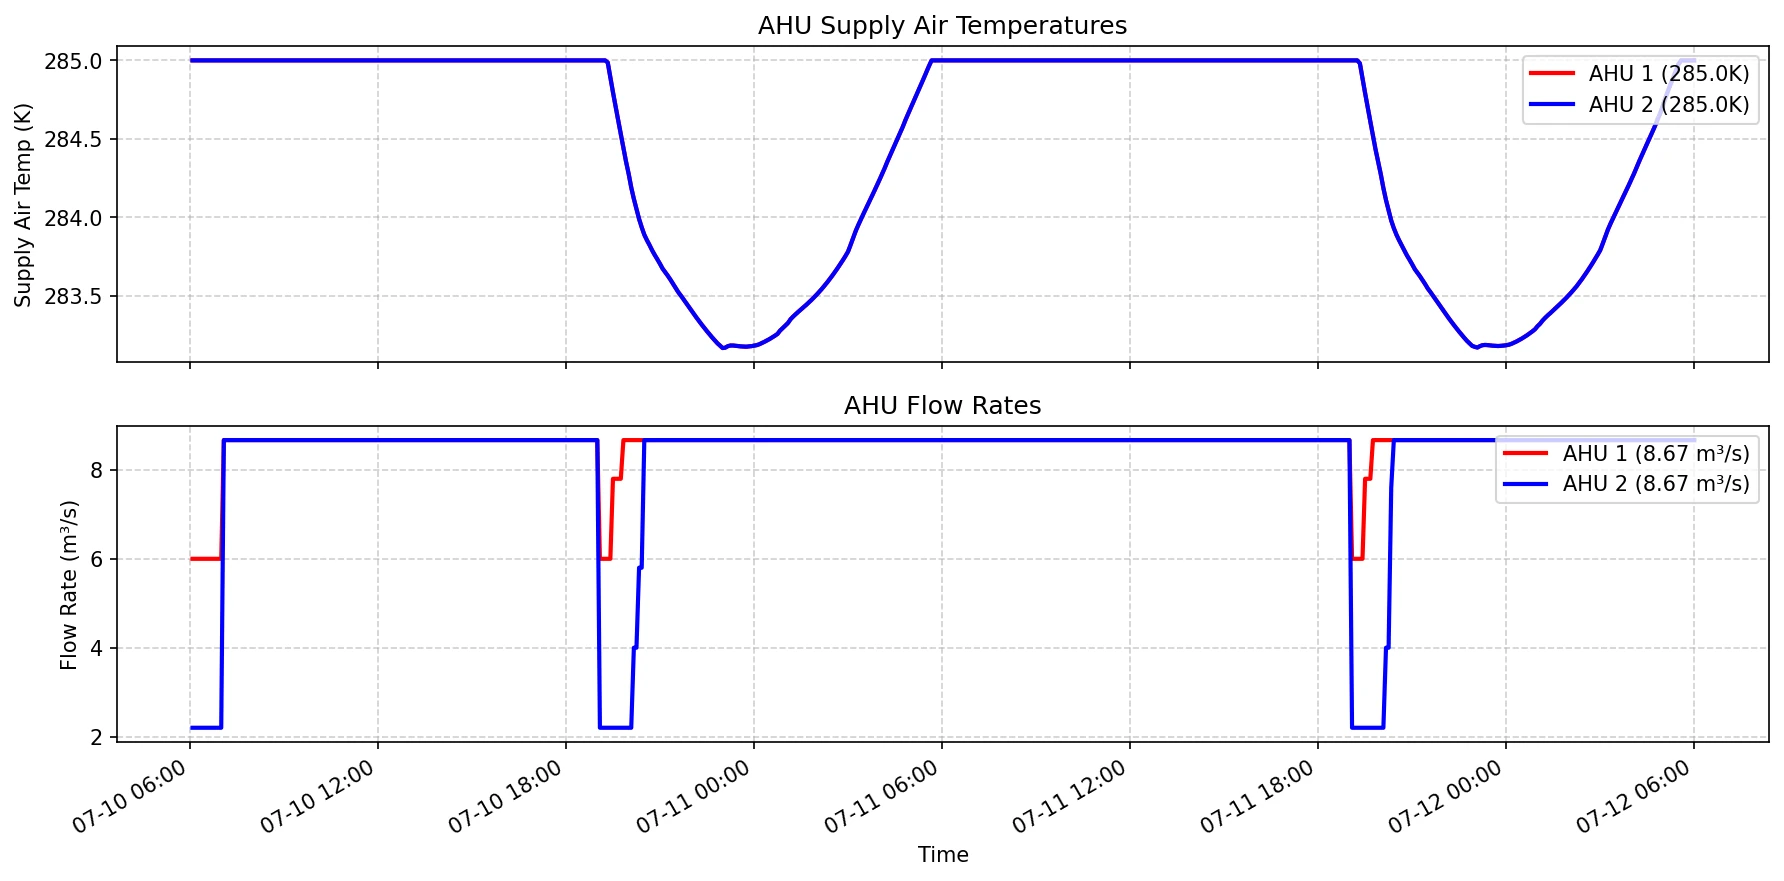 AHU Supply Air Temperatures
Supply Air Temp (K)
285.0
284.5
284.0
283.5
AHU 1 (285.0K)
AHU 2 (285.0K)
AHU Flow Rates
Flow Rate (m³/s)
8
6
4
2
AHU 1 (8.67 m³/s)
AHU 2 (8.67 m³/s)
07-10 06:00
07-10 12:00
07-10 18:00
07-11 00:00
07-11 06:00
07-11 12:00
07-11 18:00
07-12 00:00
07-12 06:00
Time